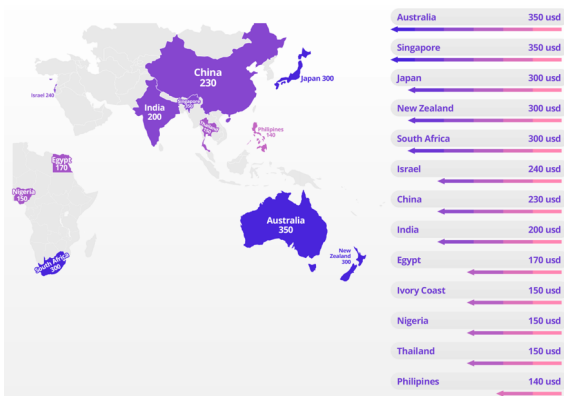 China
230
Japan 300
Israel 240
India
200
Philipines
140
Egypt
170
Nigeria
150
Australia
350
South Africa
300
New
Zealand
300
Australia 350 usd
Singapore 350 usd
Japan 300 usd
New Zealand 300 usd
South Africa 300 usd
Israel 240 usd
China 230 usd
India 200 usd
Egypt 170 usd
Ivory Coast 150 usd
Nigeria 150 usd
Thailand 150 usd
Philipines 140 usd